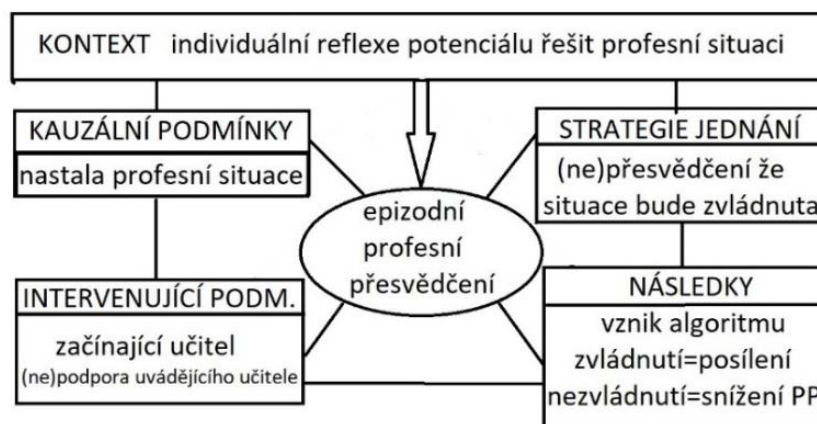 KONTEXT individuální reflexe potenciálu řešit profesní situaci
KAUZÁLNÍ PODMÍNKY
nastala profesní situace
STRATEGIE JEDNÁNÍ
(ne)přesvědčení že
situace bude zvládnuta
epizodní
profesní
přesvědčení
INTERVENUJÍCÍ PODM.
začínající učitel
(ne)podpora uvádějícího učitele
NÁSLEDKY
vznik algoritmu
zvládnutí=posílení
nezvládnutí=snížení PP